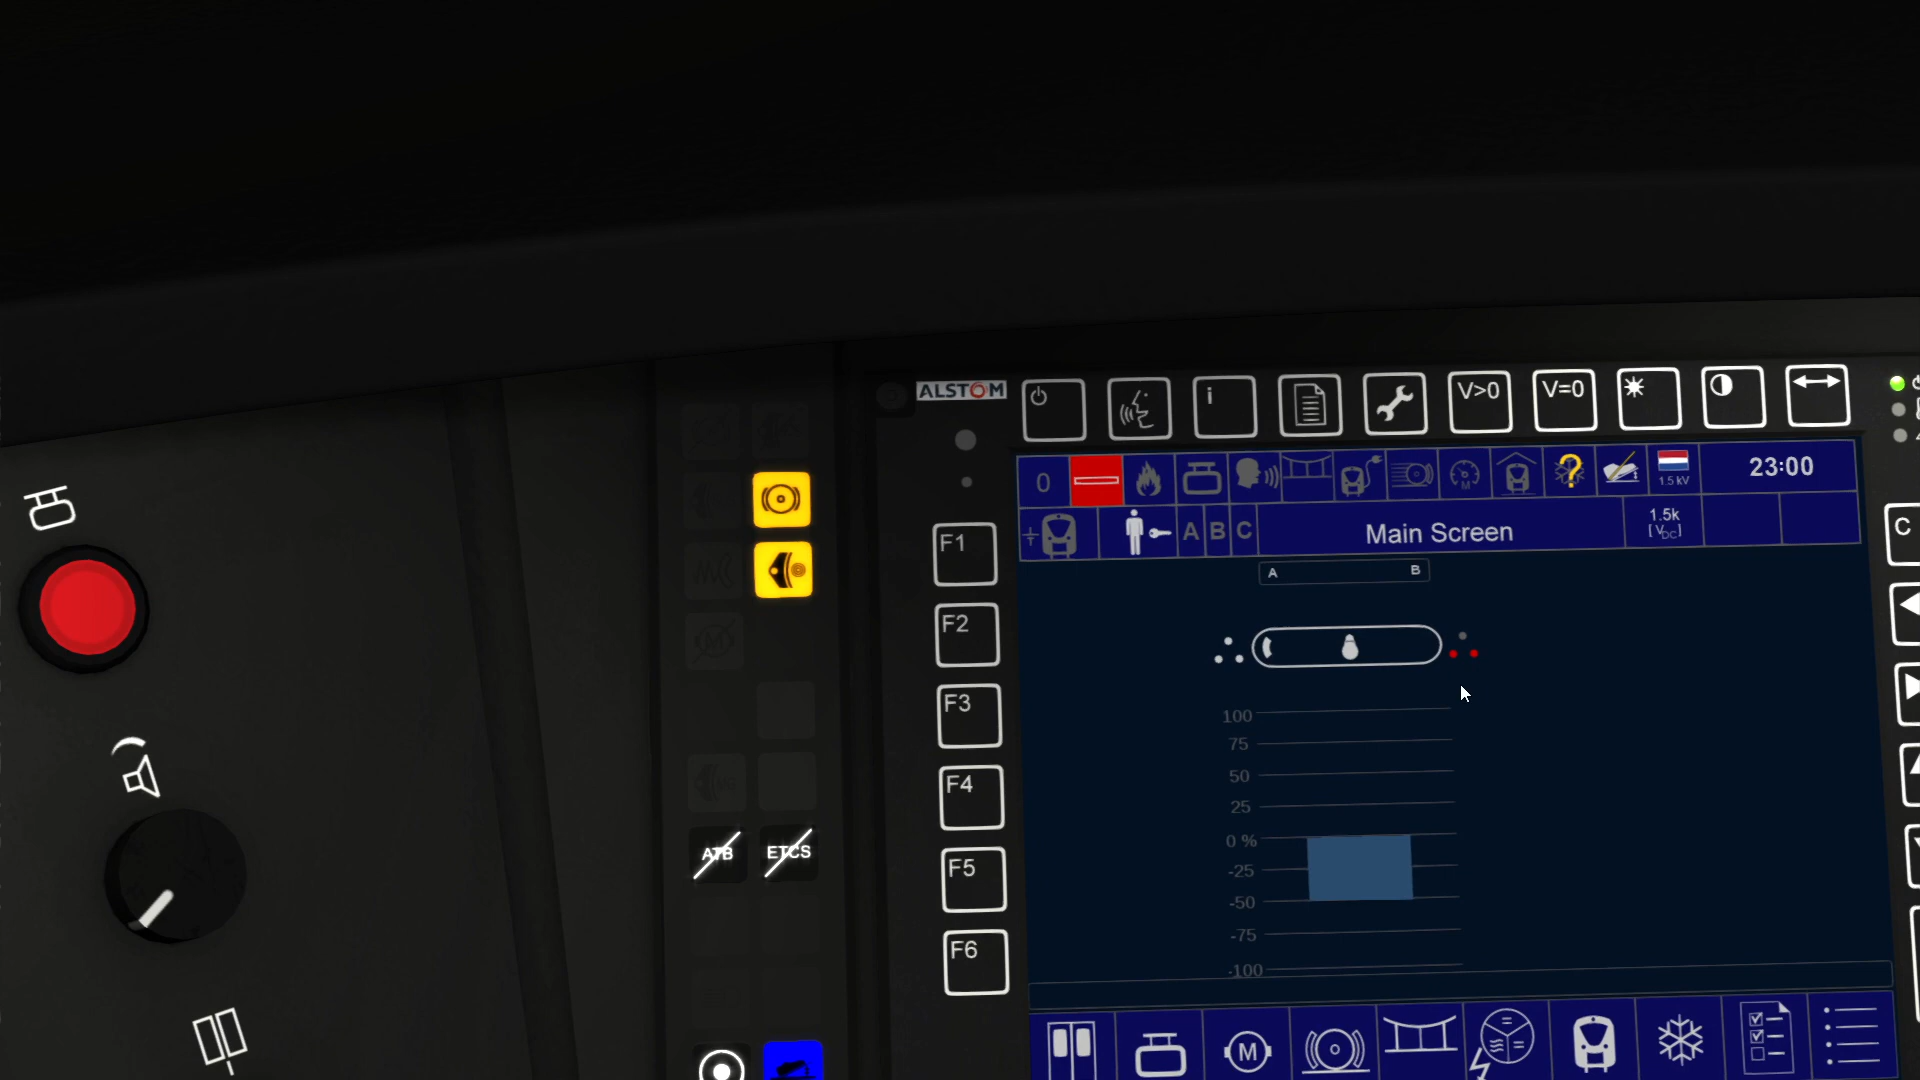 ALSTOM
i
V>0
V=0
0
1.5 kV
23:00
A B C
Main Screen
1.5k
[VDC]
C
F1
F2
F3
F4
F5
F6
A B
100
75
50
25
0 %
-25
-50
-75
-100
ATB
ETCS
M